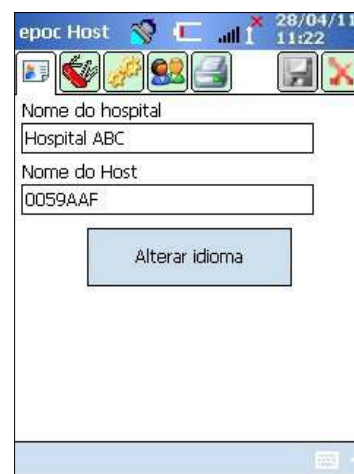 epoc Host
28/04/11
11:22
Nome do hospital
Hospital ABC
Nome do Host
0059AAF
Alterar idioma